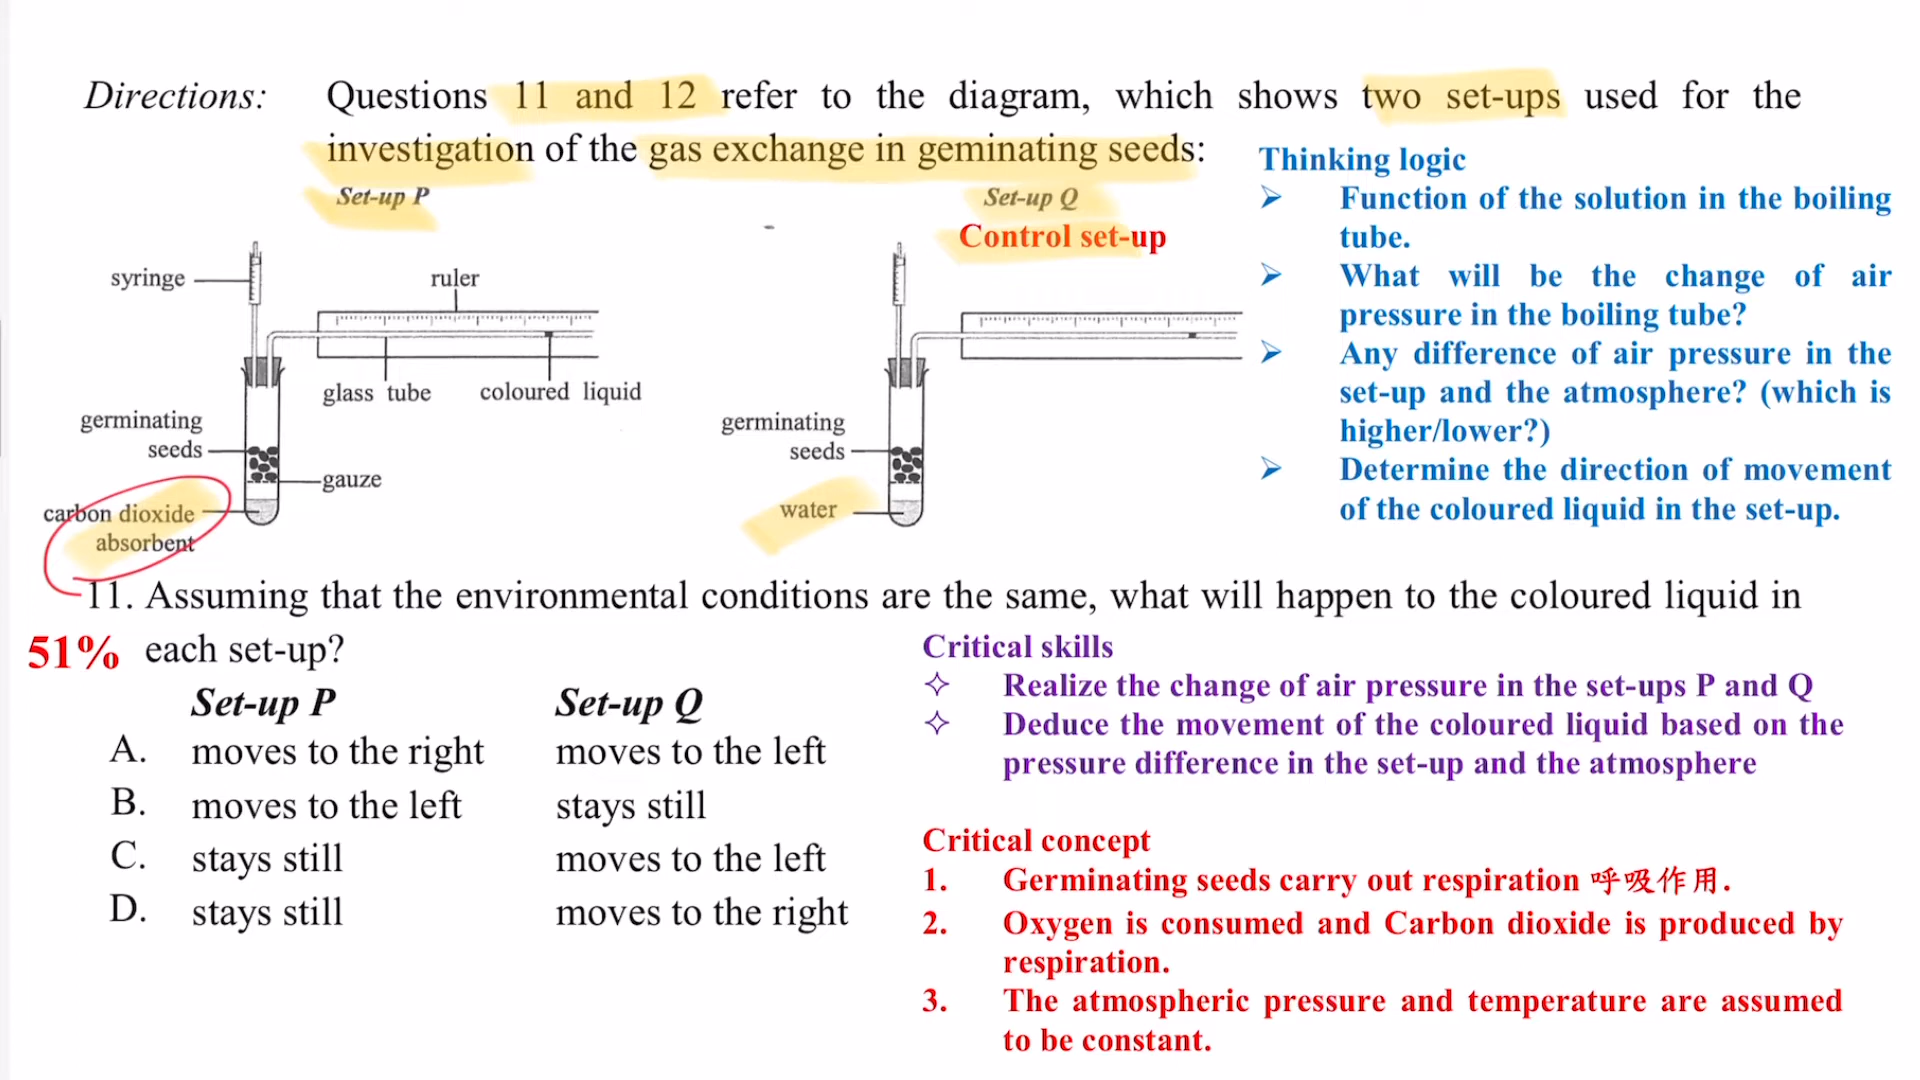 Directions: Questions 11 and 12 refer to the diagram, which shows two set-ups used for the
investigation of the gas exchange in geminating seeds:
Set-up P
Set-up Q
Control set-up
syringe
ruler
glass tube
coloured liquid
germinating
seeds
gauze
carbon dioxide
absorbent
germinating
seeds
water
Thinking logic
➢ Function of the solution in the boiling
tube.
➢ What will be the change of air
pressure in the boiling tube?
➢ Any difference of air pressure in the
set-up and the atmosphere? (which is
higher/lower?)
➢ Determine the direction of movement
of the coloured liquid in the set-up.
11. Assuming that the environmental conditions are the same, what will happen to the coloured liquid in
51% each set-up?
Set-up P Set-up Q
A. moves to the right moves to the left
B. moves to the left stays still
C. stays still moves to the left
D. stays still moves to the right
Critical skills
✧ Realize the change of air pressure in the set-ups P and Q
✧ Deduce the movement of the coloured liquid based on the
pressure difference in the set-up and the atmosphere
Critical concept
1. Germinating seeds carry out respiration 呼吸作用.
2. Oxygen is consumed and Carbon dioxide is produced by
respiration.
3. The atmospheric pressure and temperature are assumed
to be constant.